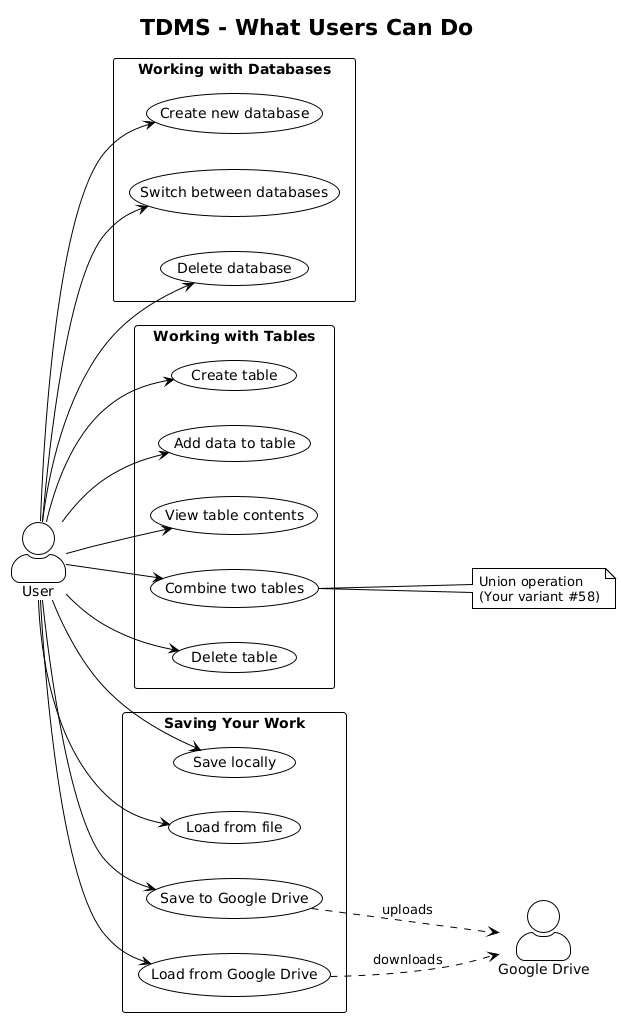 TDMS - What Users Can Do
Working with Databases
Create new database
Switch between databases
Delete database
Working with Tables
Create table
Add data to table
View table contents
Combine two tables
Union operation
(Your variant #58)
User
Delete table
Saving Your Work
Save locally
Load from file
Save to Google Drive
uploads
downloads
Google Drive
Load from Google Drive